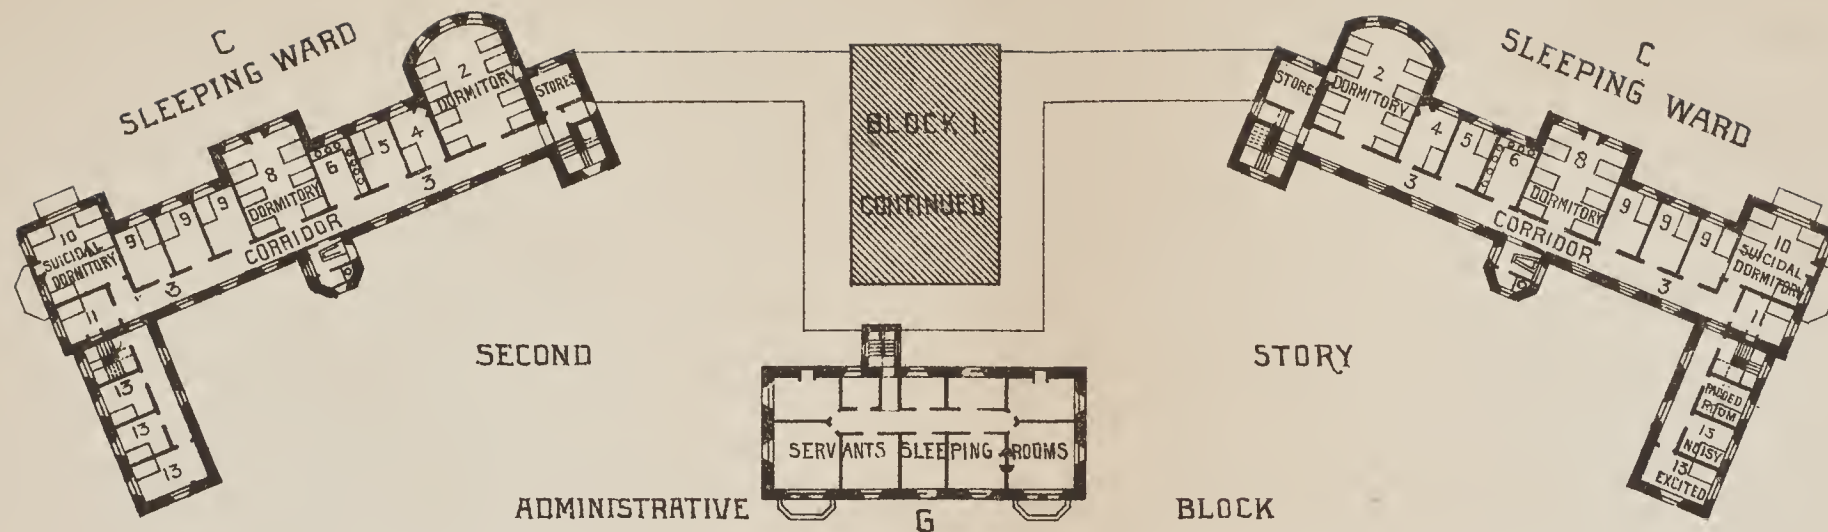 C
SLEEPING WARD
2
DORMITORY
STORES
4
5
6
8
DORMITORY
3
9
9
9
CORRIDOR
10
SUICIDAL
DORMITORY
3
11
13
13
13
BLOCK 1.
CONTINUED
C
SLEEPING WARD
STORES
2
DORMITORY
4
5
6
8
DORMITORY
3
CORRIDOR
9
9
9
10
SUICIDAL
DORMITORY
3
PADDED
ROOM
13
NOISY
13
EXCITED
SECOND STORY
SERVANTS SLEEPING ROOMS
ADMINISTRATIVE BLOCK
G